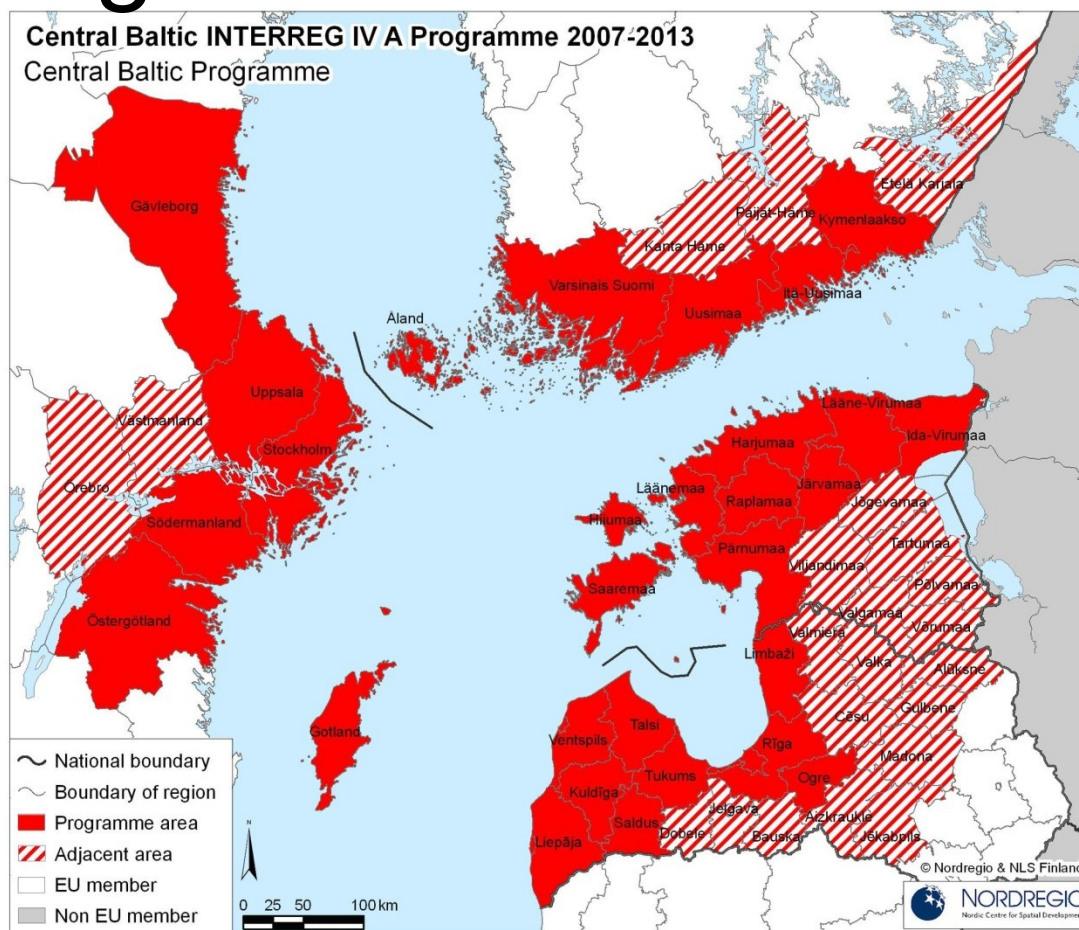 Central Baltic INTERREG IV A Programme 2007-2013
Central Baltic Programme
Gävleborg
Etelä Karjala
Päijät-Häme
Kymenlaakso
Kanta Häme
Varsinais Suomi
Itä-Uusimaa
Uusimaa
Åland
Uppsala
Västmanland
Stockholm
Örebro
Södermanland
Östergötland
Gotland
Lääne-Virumaa
Ida-Virumaa
Harjumaa
Läänemaa
Raplamaa
Järvamaa
Jõgevamaa
Hiiumaa
Pärnumaa
Tartumaa
Viljandimaa
Saaremaa
Põlvamaa
Valgamaa
Võrumaa
Valmiera
Limbaži
Valka
Alūksne
Gulbene
Cēsu
Talsi
Ventspils
Rīga
Madona
Tukums
Ogre
Kuldīga
Jelgava
Saldus
Aizkraukle
Liepāja
Dobele
Bauska
Jēkabpils
National boundary
Boundary of region
Programme area
Adjacent area
EU member
Non EU member
N
0 25 50 100 km
© Nordregio & NLS Finland
NORDREGIO
Nordic Centre for Spatial Development